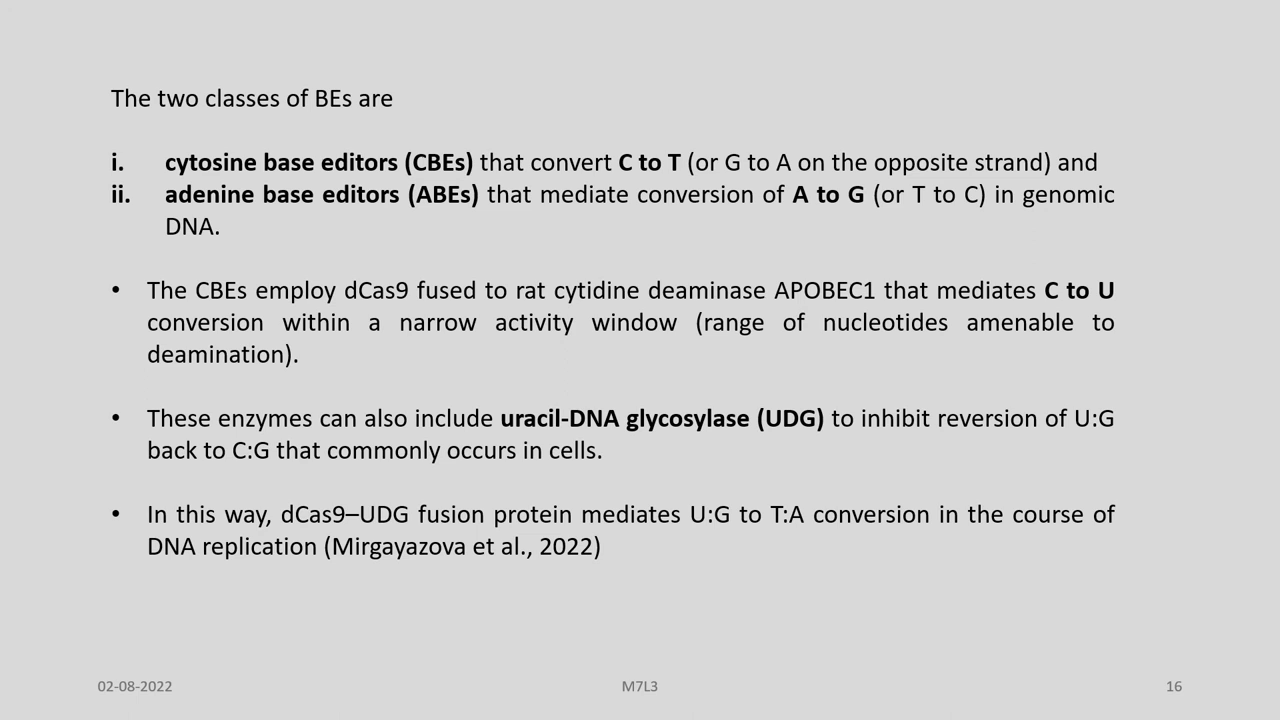 The two classes of BEs are
i. cytosine base editors (CBEs) that convert C to T (or G to A on the opposite strand) and
ii. adenine base editors (ABEs) that mediate conversion of A to G (or T to C) in genomic
DNA.
• The CBEs employ dCas9 fused to rat cytidine deaminase APOBEC1 that mediates C to U
conversion within a narrow activity window (range of nucleotides amenable to
deamination).
• These enzymes can also include uracil-DNA glycosylase (UDG) to inhibit reversion of U:G
back to C:G that commonly occurs in cells.
• In this way, dCas9–UDG fusion protein mediates U:G to T:A conversion in the course of
DNA replication (Mirgayazova et al., 2022)
02-08-2022 M7L3 16